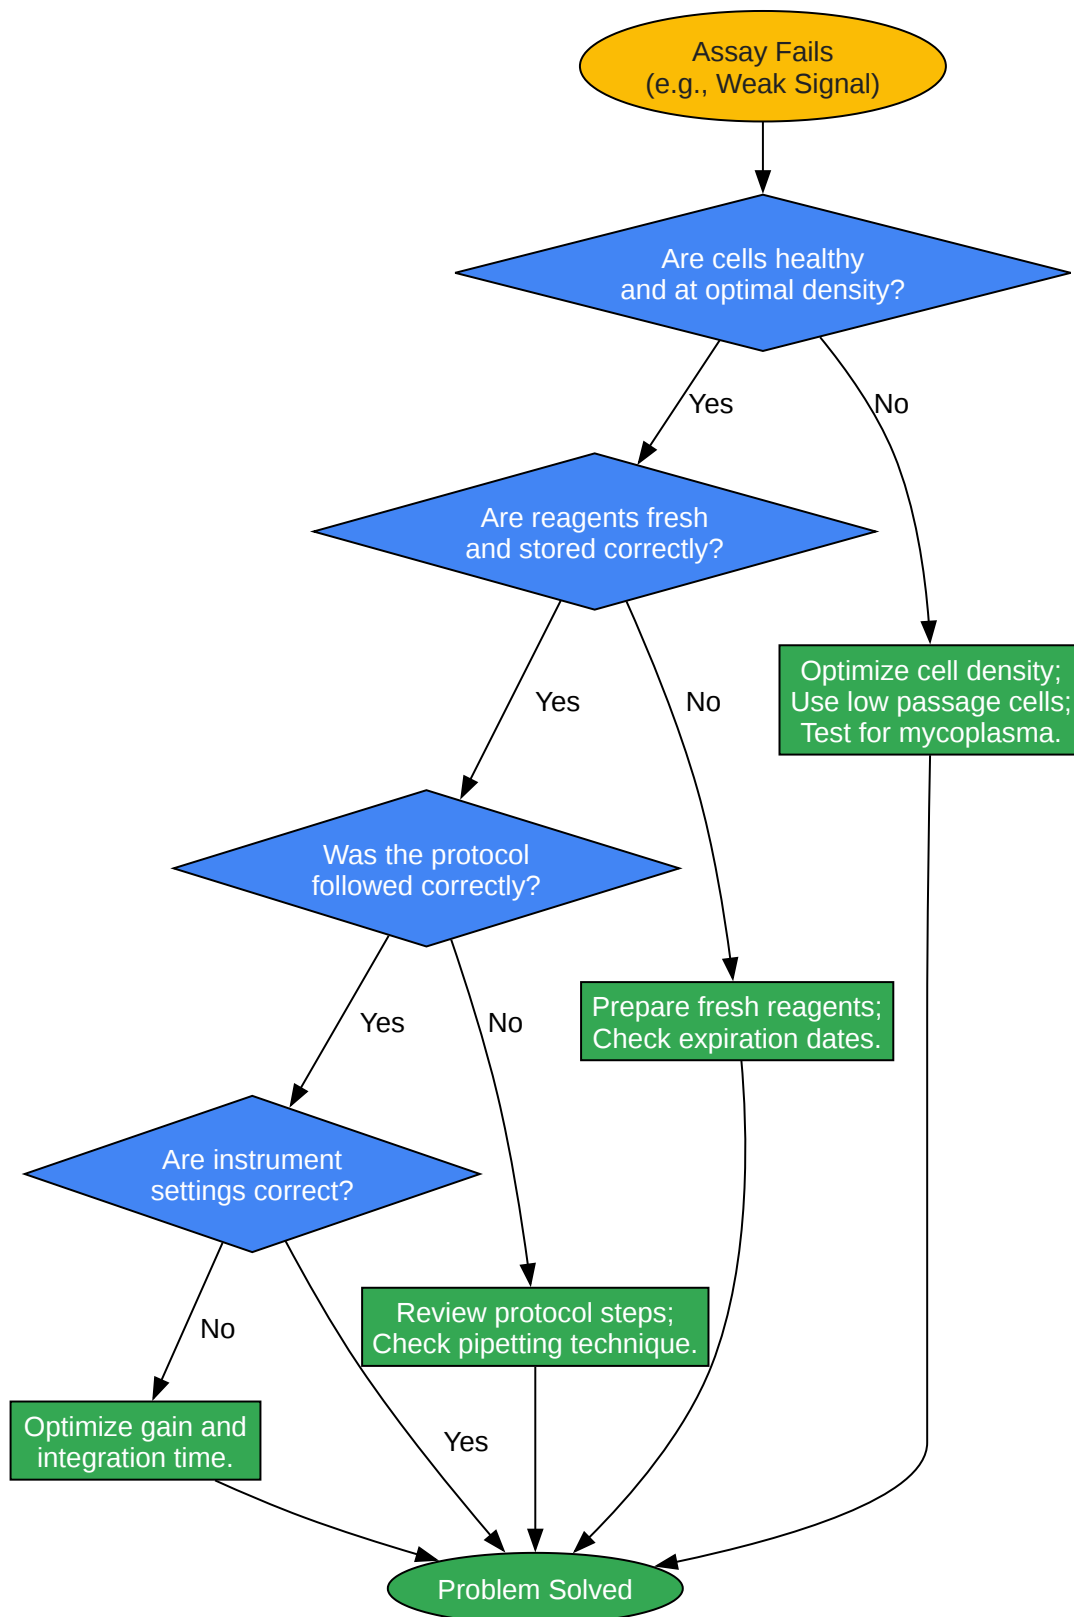 Assay Fails
(e.g., Weak Signal)
Are cells healthy
and at optimal density?
Yes
No
Are reagents fresh
and stored correctly?
Optimize cell density;
Use low passage cells;
Test for mycoplasma.
Yes
No
Was the protocol
followed correctly?
Prepare fresh reagents;
Check expiration dates.
Yes
No
Are instrument
settings correct?
Review protocol steps;
Check pipetting technique.
No
Yes
Optimize gain and
integration time.
Problem Solved